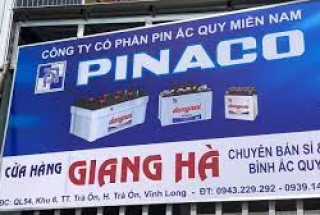 CÔNG TY CỔ PHẦN PIN ẮC QUY MIỀN NAM
PINACO
CỬA HÀNG GIANG HÀ
CHUYÊN BÁN SỈ &
BÌNH ẮC QUY
ĐC: QL54, Khu 6, TT. Trà Ôn, H. Trà Ôn, Vĩnh Long - ĐT: 0943.229.292 - 0939.14